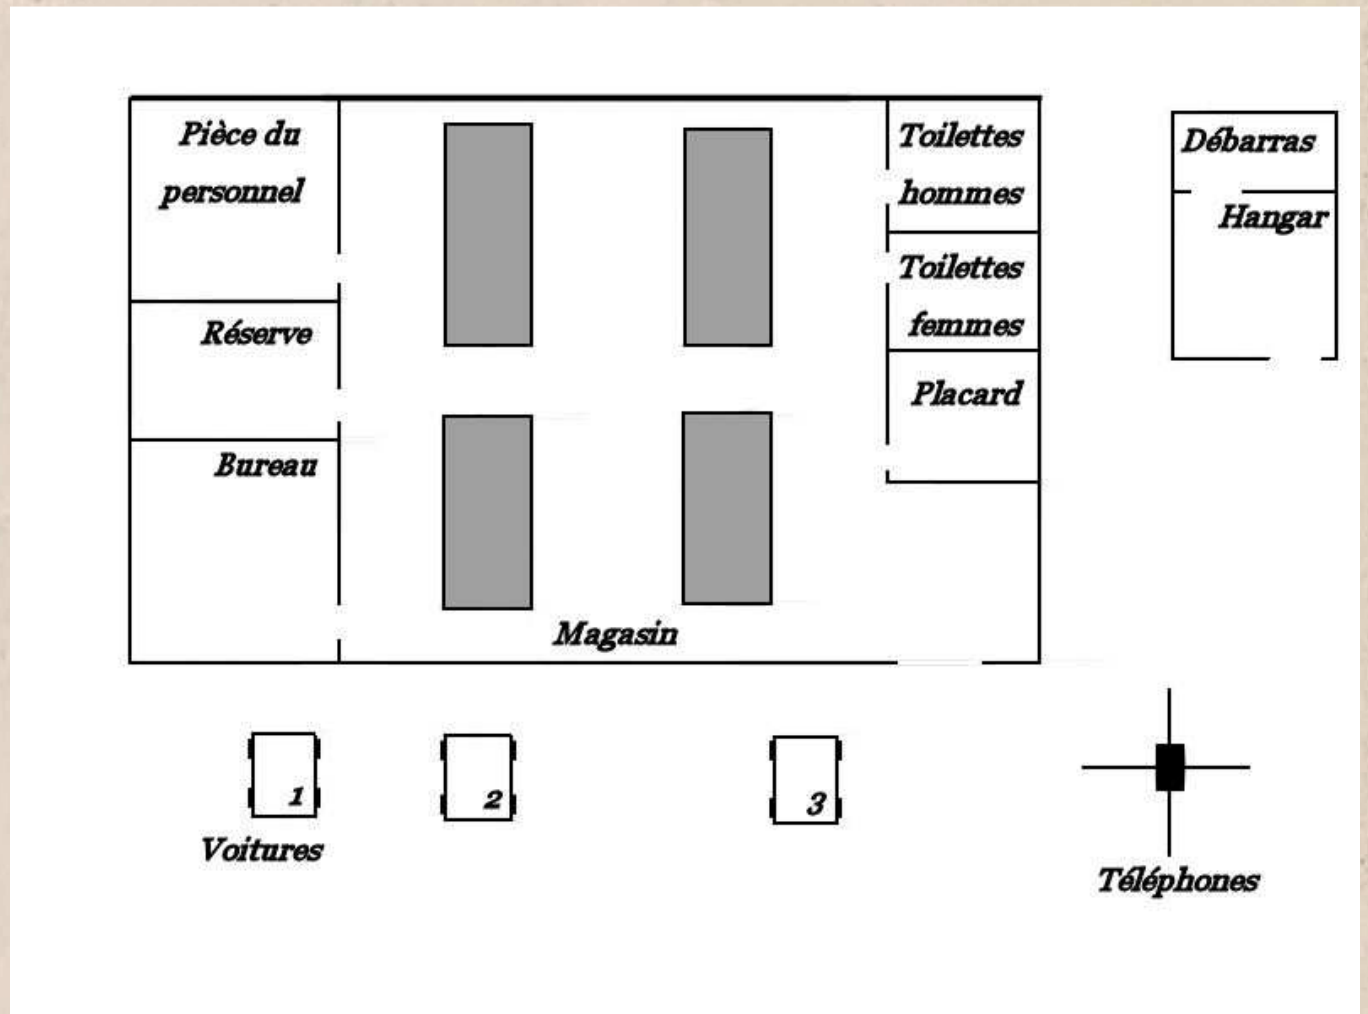 Pièce du
personnel
Réserve
Bureau
Magasin
Toilettes
hommes
Toilettes
femmes
Placard
Débarras
Hangar
1
2
3
Voitures
Téléphones